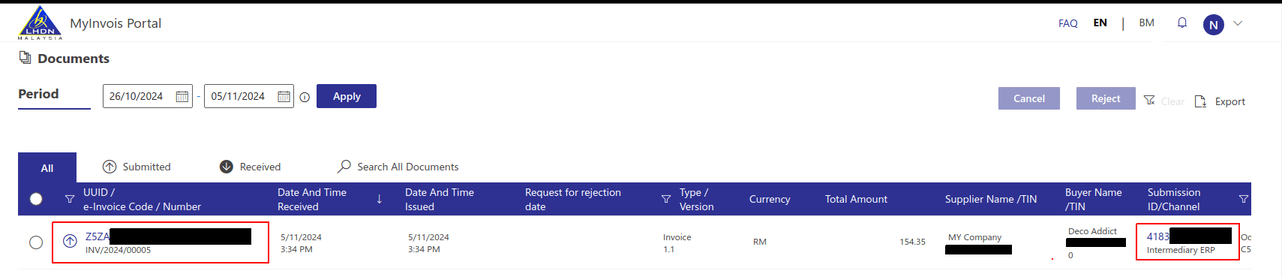 LHDN
MALAYSIA
MyInvois Portal
FAQ
EN
|
BM
N
Documents
Period
26/10/2024
-
05/11/2024
Apply
Cancel
Reject
Clear
Export
All
Submitted
Received
Search All Documents
UUID /
e-Invoice Code / Number
Date And Time
Received
Date And Time
Issued
Request for rejection
date
Type /
Version
Currency
Total Amount
Supplier Name /TIN
Buyer Name
/TIN
Submission
ID/Channel
Z5ZA
INV/2024/00005
5/11/2024
3:34 PM
5/11/2024
3:34 PM
Invoice
1.1
RM
154.35
MY Company
Deco Addict
0
4183
Intermediary ERP
Oc
C5